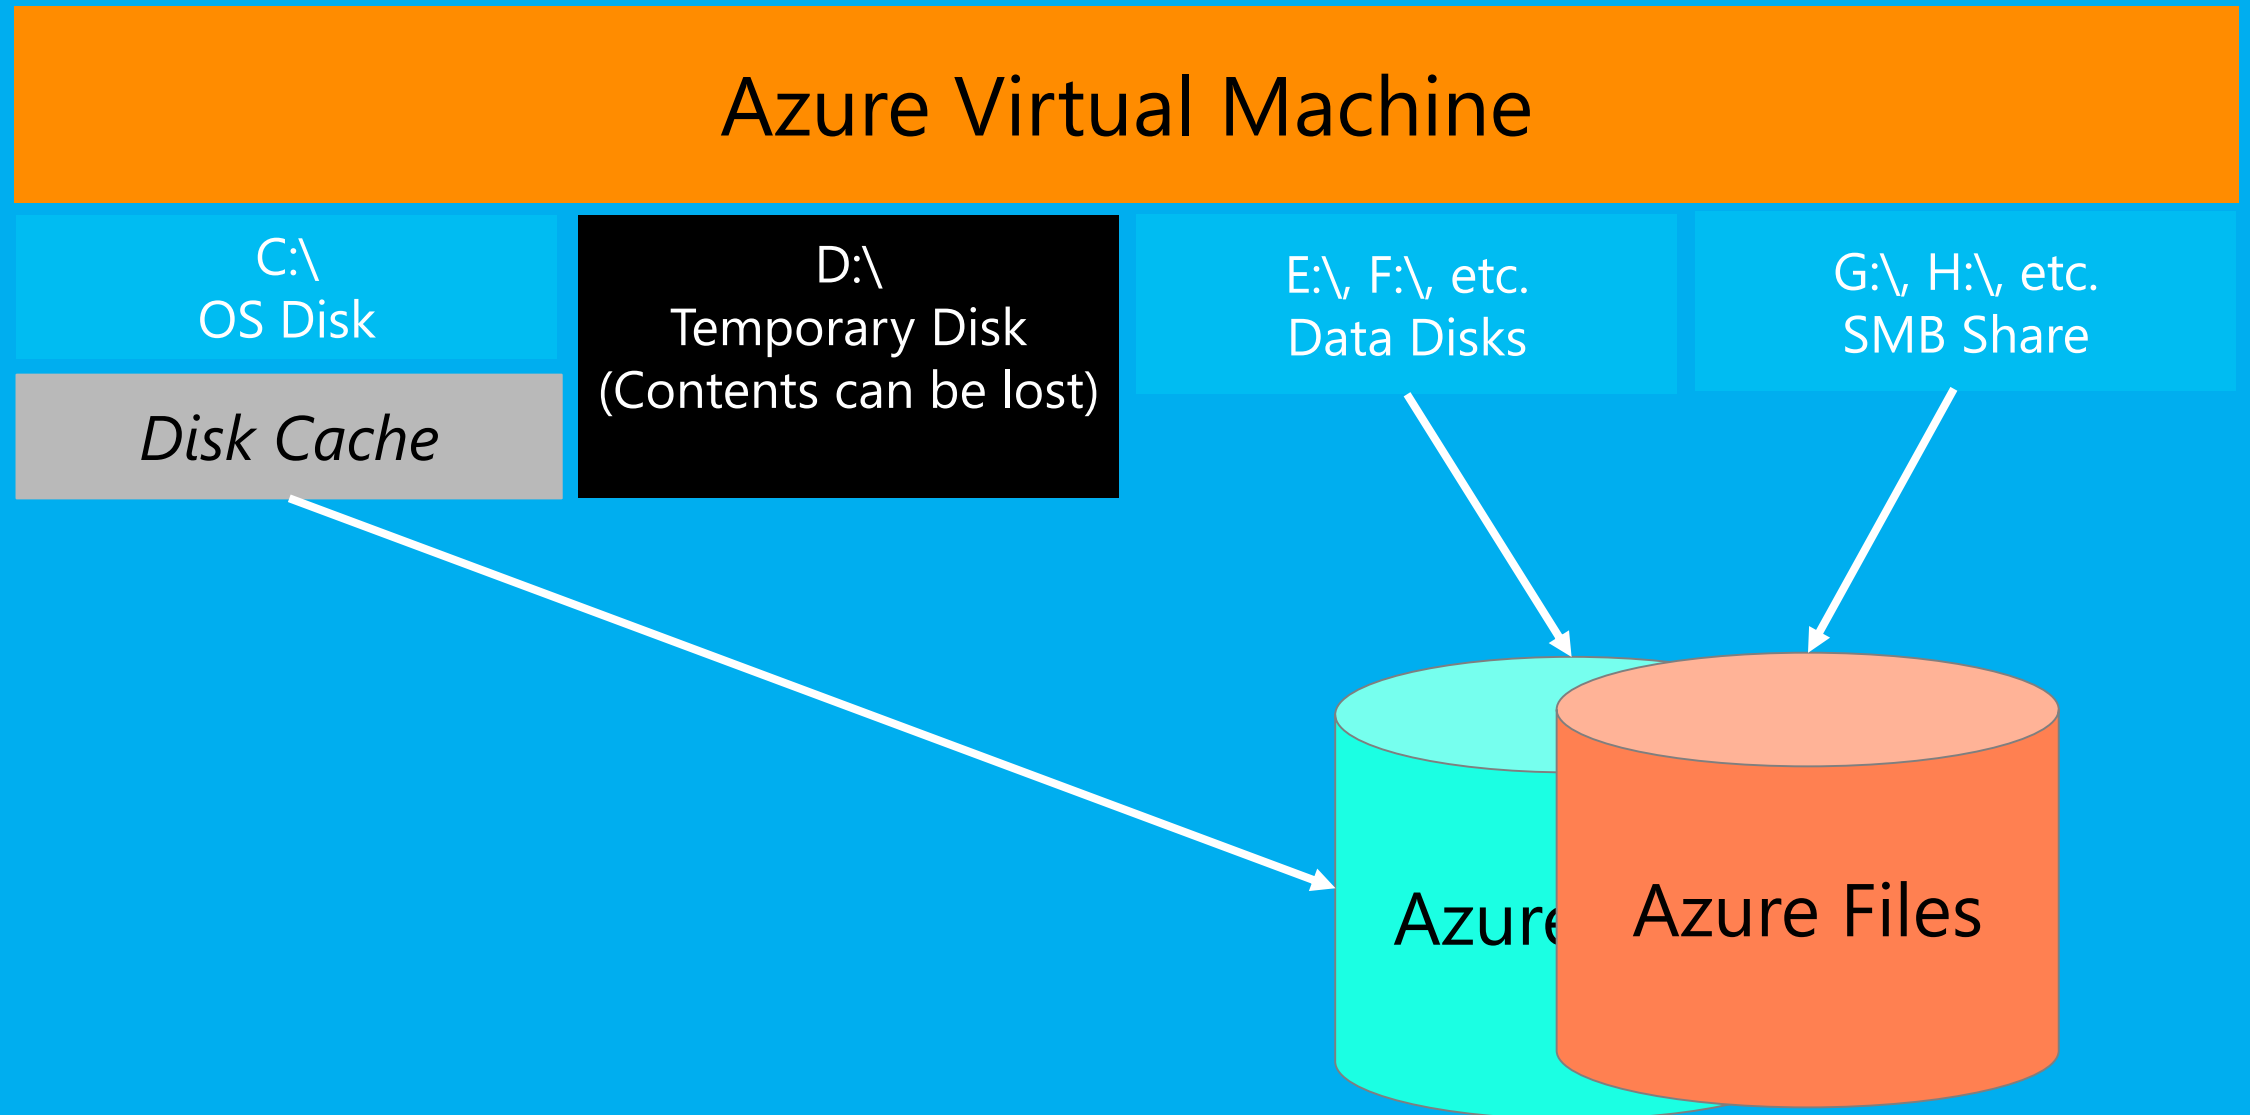 Azure Virtual Machine
C:\
OS Disk
Disk Cache
D:\
Temporary Disk
(Contents can be lost)
E:\, F:\, etc.
Data Disks
G:\, H:\, etc.
SMB Share
Azure
Azure Files